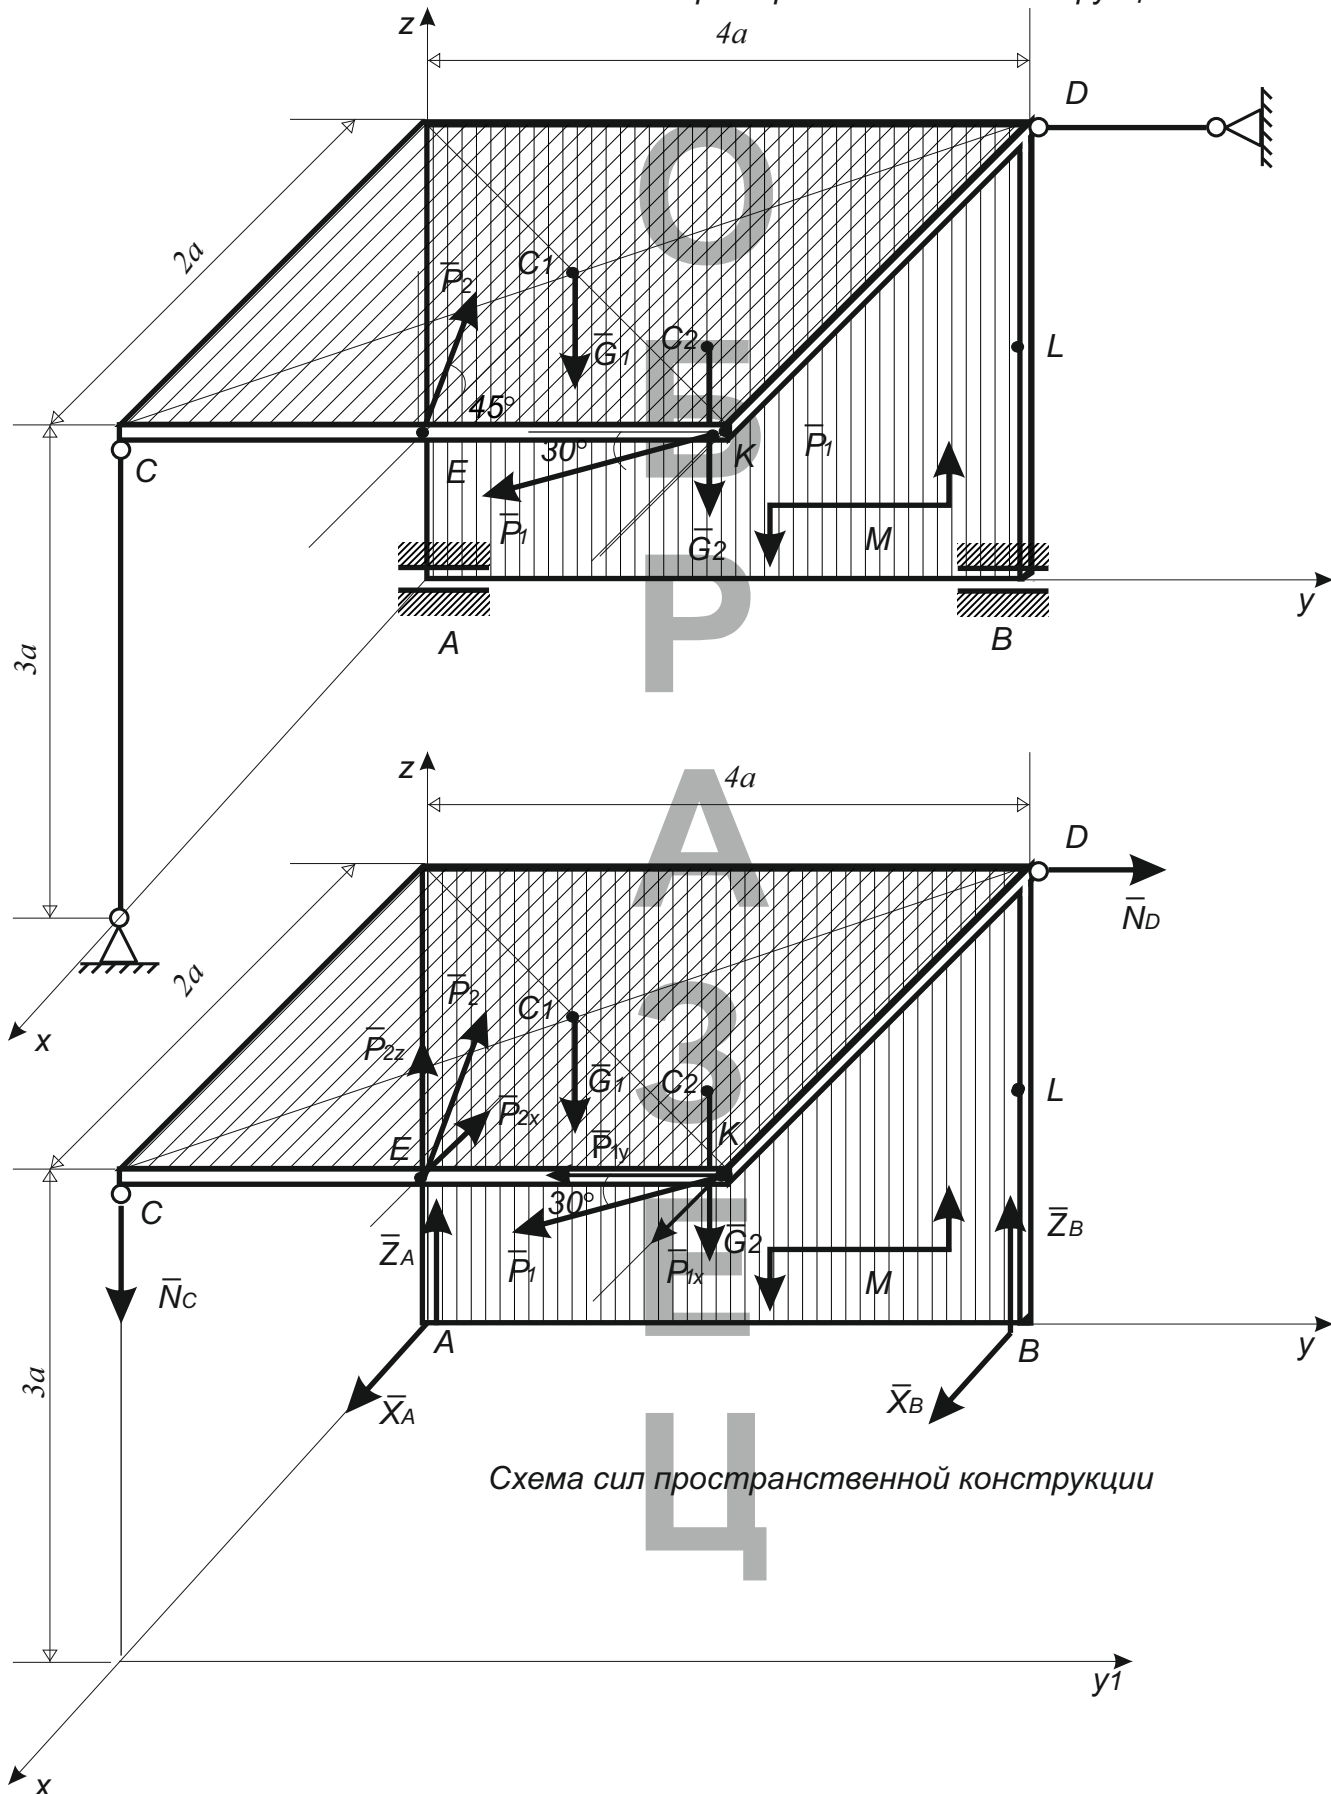 z
4a
D
2a
C1
P2
G1
C2
L
45°
30°
P1
C
E
K
P1
G2
M
3a
A
B
y
x
z
4a
D
ND
2a
P2
C1
P2z
G1
C2
L
P2x
E
P1y
K
C
30°
ZA
G2
ZB
NC
P1
P1x
M
A
B
y
3a
XA
XB
Схема сил пространственной конструкции
y1
x
ОБРАЗЕЦ